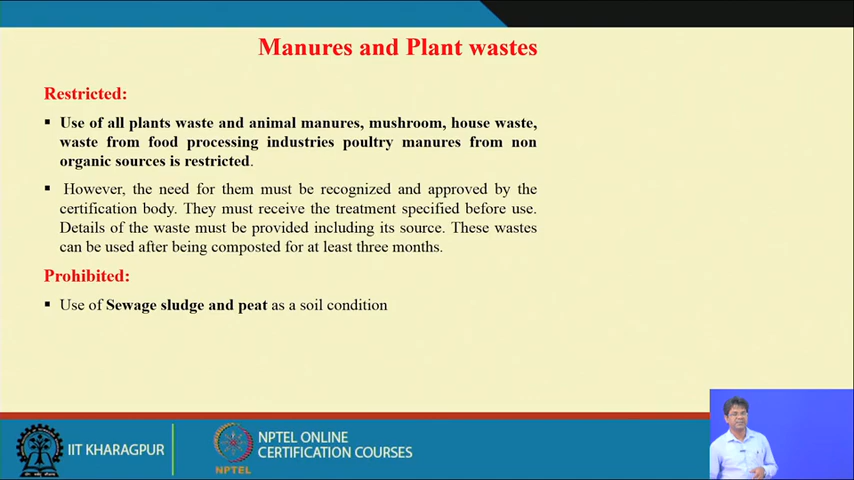 Manures and Plant wastes
Restricted:
▪ Use of all plants waste and animal manures, mushroom, house waste,
waste from food processing industries poultry manures from non
organic sources is restricted.
▪ However, the need for them must be recognized and approved by the
certification body. They must receive the treatment specified before use.
Details of the waste must be provided including its source. These wastes
can be used after being composted for at least three months.
Prohibited:
▪ Use of Sewage sludge and peat as a soil condition
IIT KHARAGPUR
NPTEL
NPTEL ONLINE
CERTIFICATION COURSES